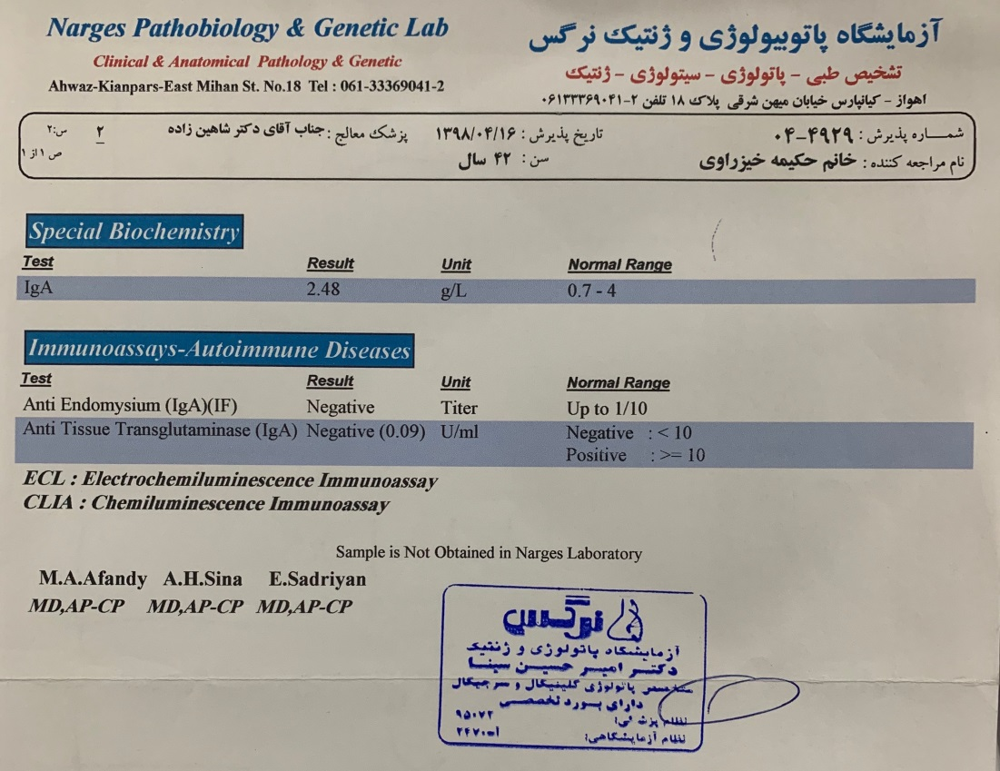 Narges Pathobiology & Genetic Lab
Clinical & Anatomical Pathology & Genetic
Ahwaz-Kianpars-East Mihan St. No.18 Tel : 061-33369041-2
آزمایشگاه پاتوبیولوژی و ژنتیک نرگس
تشخیص طبی - پاتولوژی - سیتولوژی - ژنتیک
اهواز - کیانپارس خیابان میهن شرقی پلاک ۱۸ تلفن ۲-۰۶۱۳۳۳۶۹۰۴۱
شمـــاره پذیرش : ۴۹۲۹-۰۴ تاریخ پذیرش : ۱۳۹۸/۰۴/۱۶ پزشک معالج : جناب آقای دکتر شاهین زاده ۲ س:۲
نام مراجعه کننده : خانم حکیمه خیزراوی سن : ۴۲ سال ص ۱ از ۱
Special Biochemistry
Test Result Unit Normal Range
IgA 2.48 g/L 0.7 - 4
Immunoassays-Autoimmune Diseases
Test Result Unit Normal Range
Anti Endomysium (IgA)(IF) Negative Titer Up to 1/10
Anti Tissue Transglutaminase (IgA) Negative (0.09) U/ml Negative : < 10
Positive : >= 10
ECL : Electrochemiluminescence Immunoassay
CLIA : Chemiluminescence Immunoassay
Sample is Not Obtained in Narges Laboratory
M.A.Afandy A.H.Sina E.Sadriyan
MD,AP-CP MD,AP-CP MD,AP-CP
نرگس
آزمایشگاه پاتولوژی و ژنتیک
دکتر امیر حسین سینا
متخصص پاتولوژی کلینیکال و سرجیکال
دارای بورد تخصصی
نظام پزشکی: ۹۵۰۷۲
نظام آزمایشگاهی: